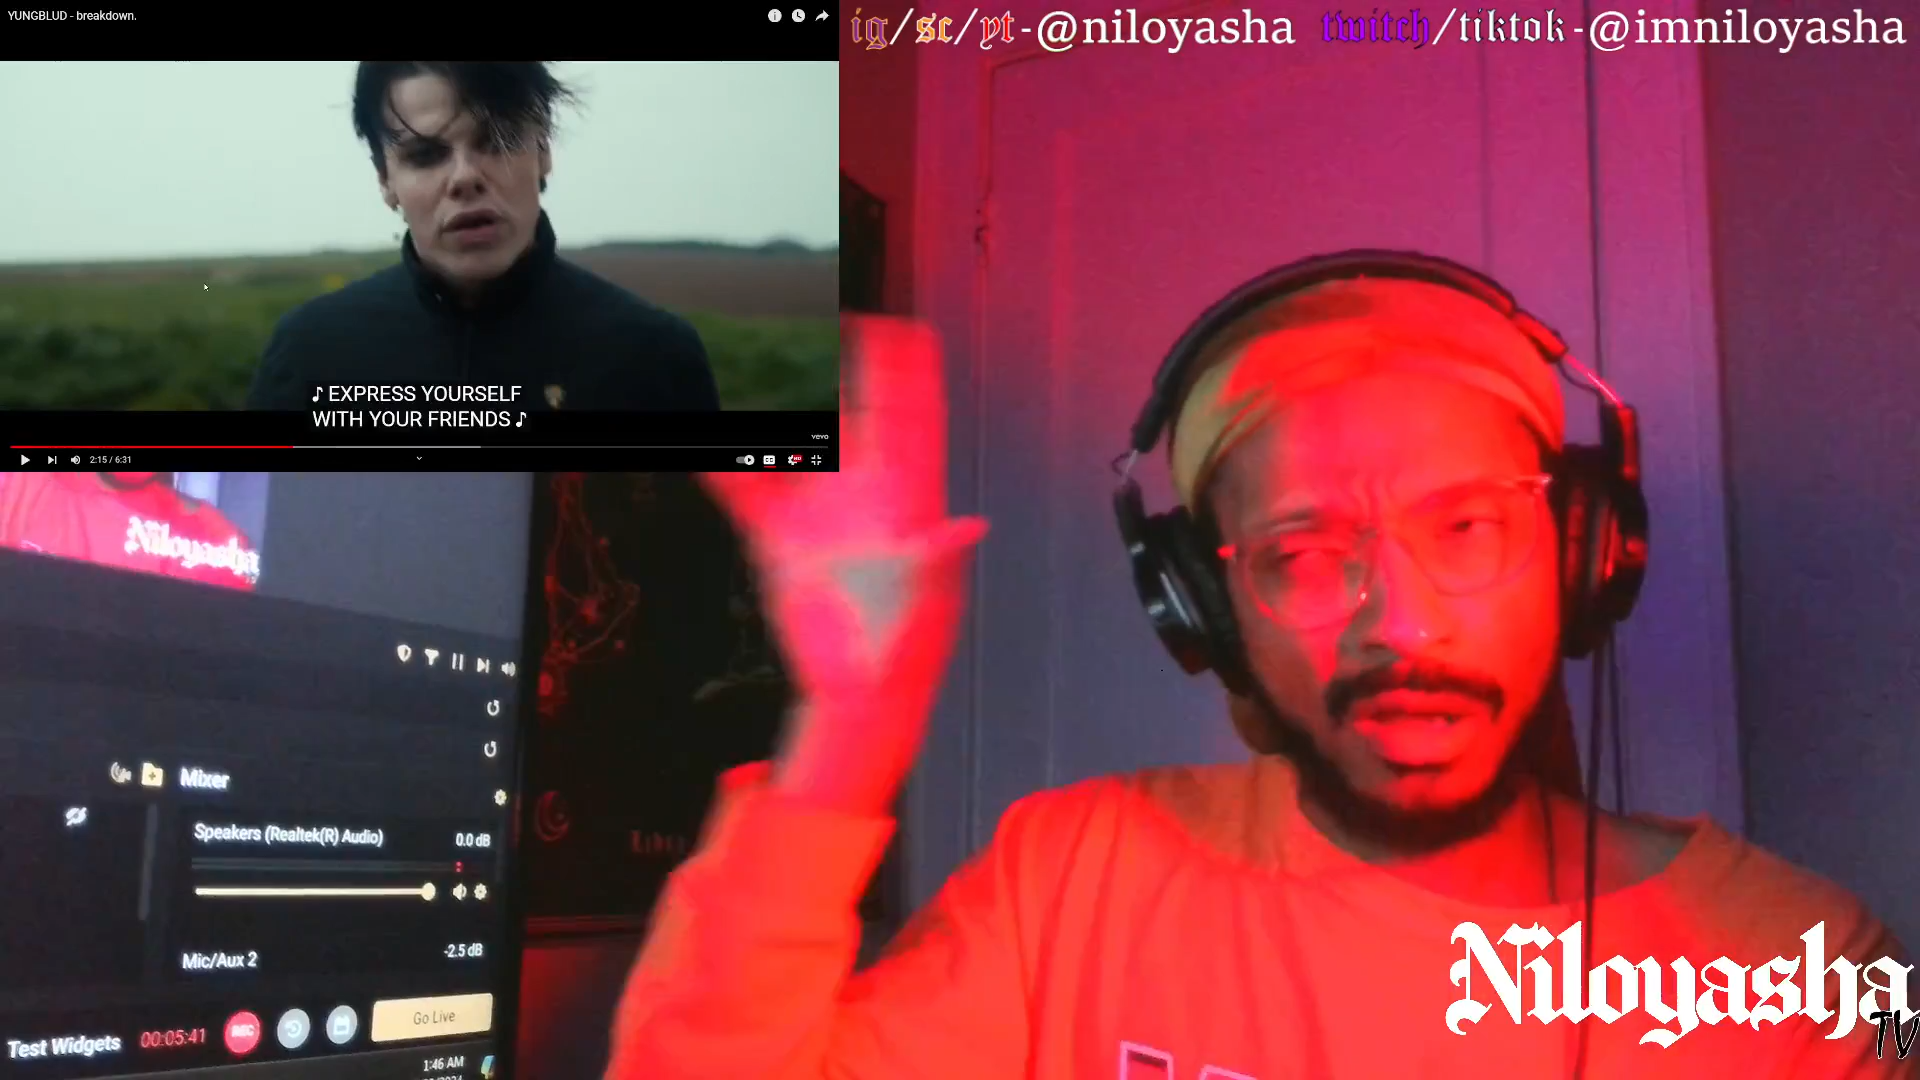 YUNGBLUD - breakdown.
ig/sc/yt-@niloyasha twitch/tiktok-@imniloyasha
♪ EXPRESS YOURSELF
WITH YOUR FRIENDS ♪
vevo
2:15 / 6:31
Niloyasha
Mixer
Speakers (Realtek(R) Audio) 0.0 dB
Mic/Aux 2 -2.5 dB
Test Widgets 00:05:41 REC Go Live
1:46 AM
Niloyasha
TV